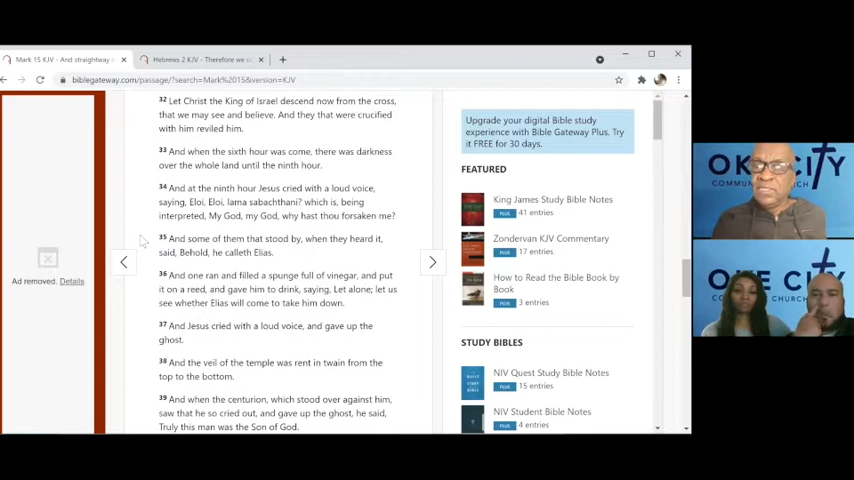 Mark 15 KJV - And straightway
Hebrews 2 KJV - Therefore we o
biblegateway.com/passage/?search=Mark%2015&version=KJV
32 Let Christ the King of Israel descend now from the cross,
that we may see and believe. And they that were crucified
with him reviled him.
33 And when the sixth hour was come, there was darkness
over the whole land until the ninth hour.
34 And at the ninth hour Jesus cried with a loud voice,
saying, Eloi, Eloi, lama sabachthani? which is, being
interpreted, My God, my God, why hast thou forsaken me?
35 And some of them that stood by, when they heard it,
said, Behold, he calleth Elias.
36 And one ran and filled a spunge full of vinegar, and put
it on a reed, and gave him to drink, saying, Let alone; let us
see whether Elias will come to take him down.
37 And Jesus cried with a loud voice, and gave up the
ghost.
38 And the veil of the temple was rent in twain from the
top to the bottom.
39 And when the centurion, which stood over against him,
saw that he so cried out, and gave up the ghost, he said,
Truly this man was the Son of God.
Ad removed. Details
Upgrade your digital Bible study
experience with Bible Gateway Plus. Try
it FREE for 30 days.
FEATURED
King James Study Bible Notes
PLUS 41 entries
Zondervan KJV Commentary
PLUS 17 entries
How to Read the Bible Book by
Book
PLUS 3 entries
STUDY BIBLES
NIV Quest Study Bible Notes
PLUS 15 entries
NIV Student Bible Notes
PLUS 4 entries
OKE CITY
COMMUN CHURCH
OKE CITY
COMM CHURCH